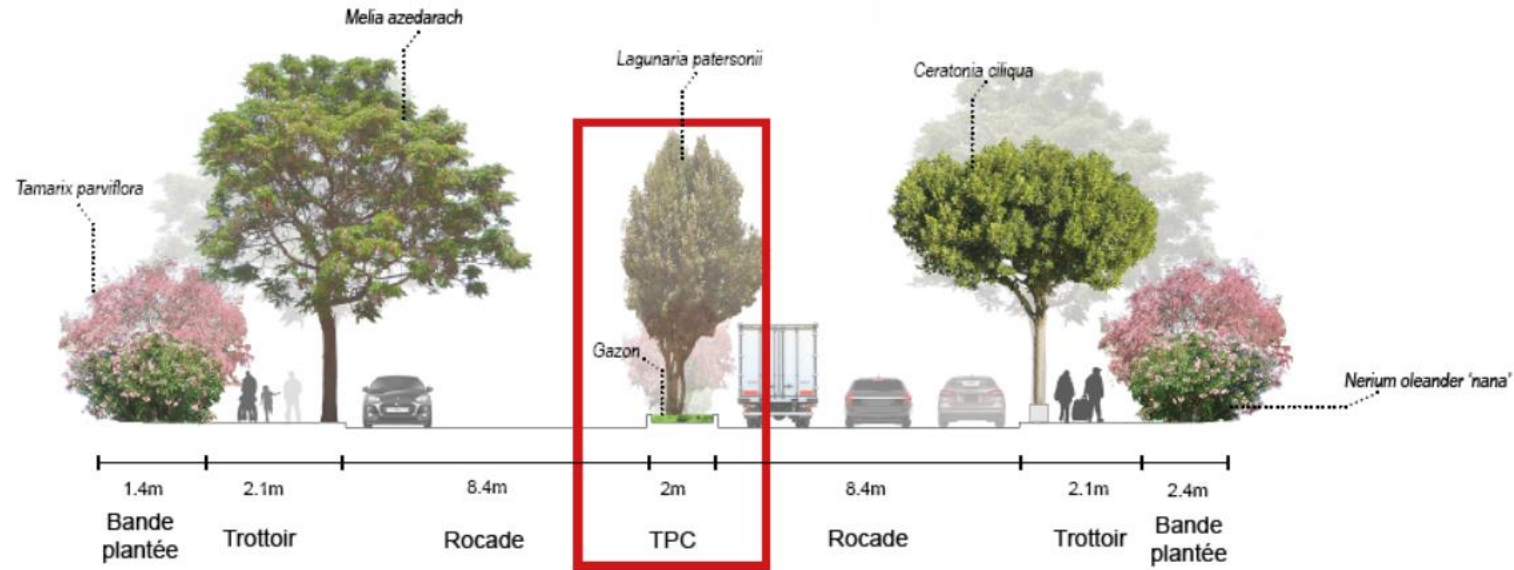 Melia azedarach
Lagunaria patersonii
Ceratonia ciliqua
Tamarix parviflora
Gazon
Nerium oleander 'nana'
1.4m
2.1m
8.4m
2m
8.4m
2.1m
2.4m
Bande
plantée
Trottoir
Rocade
TPC
Rocade
Trottoir
Bande
plantée